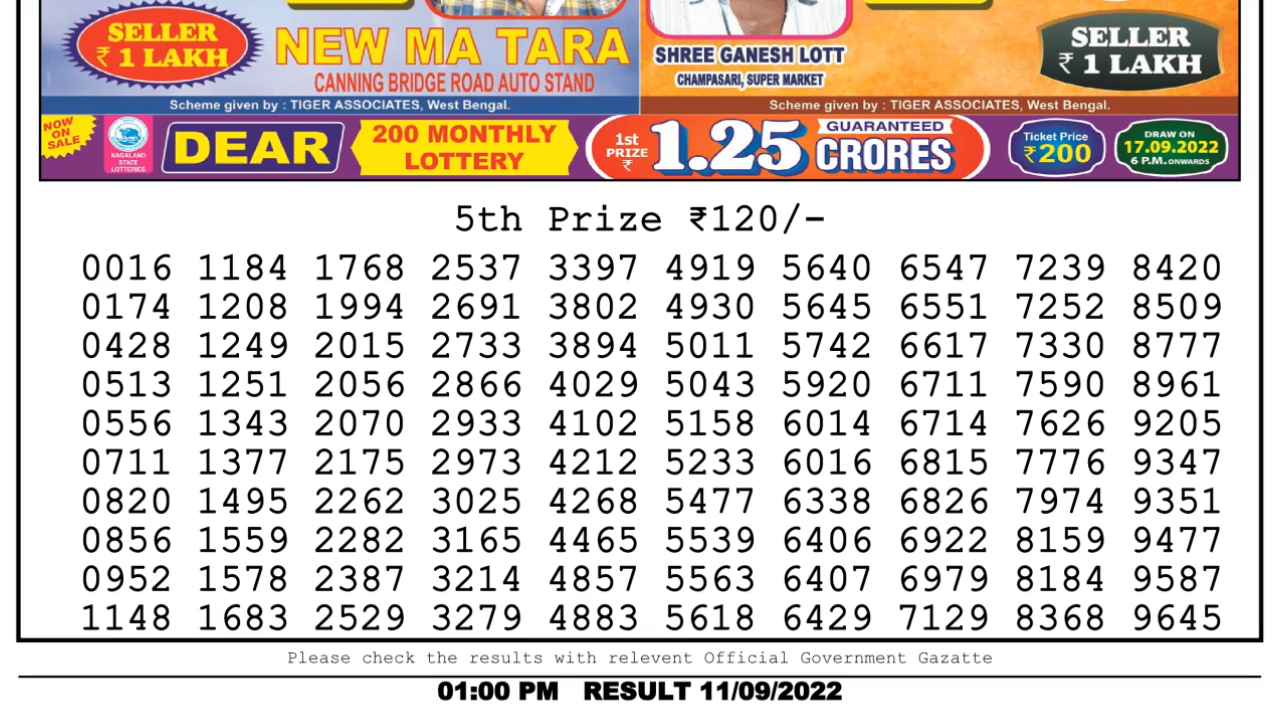 SELLER
₹ 1 LAKH
NEW MA TARA
CANNING BRIDGE ROAD AUTO STAND
SHREE GANESH LOTT
CHAMPASARI, SUPER MARKET
SELLER
₹ 1 LAKH
Scheme given by : TIGER ASSOCIATES, West Bengal.
Scheme given by : TIGER ASSOCIATES, West Bengal.
NOW
ON
SALE
NAGALAND
STATE
LOTTERIES
DEAR
200 MONTHLY
LOTTERY
1st
PRIZE
₹
1.25
GUARANTEED
CRORES
Ticket Price
₹200
DRAW ON
17.09.2022
6 P.M. ONWARDS
5th Prize ₹120/-
0016 1184 1768 2537 3397 4919 5640 6547 7239 8420
0174 1208 1994 2691 3802 4930 5645 6551 7252 8509
0428 1249 2015 2733 3894 5011 5742 6617 7330 8777
0513 1251 2056 2866 4029 5043 5920 6711 7590 8961
0556 1343 2070 2933 4102 5158 6014 6714 7626 9205
0711 1377 2175 2973 4212 5233 6016 6815 7776 9347
0820 1495 2262 3025 4268 5477 6338 6826 7974 9351
0856 1559 2282 3165 4465 5539 6406 6922 8159 9477
0952 1578 2387 3214 4857 5563 6407 6979 8184 9587
1148 1683 2529 3279 4883 5618 6429 7129 8368 9645
Please check the results with relevent Official Government Gazatte
01:00 PM RESULT 11/09/2022